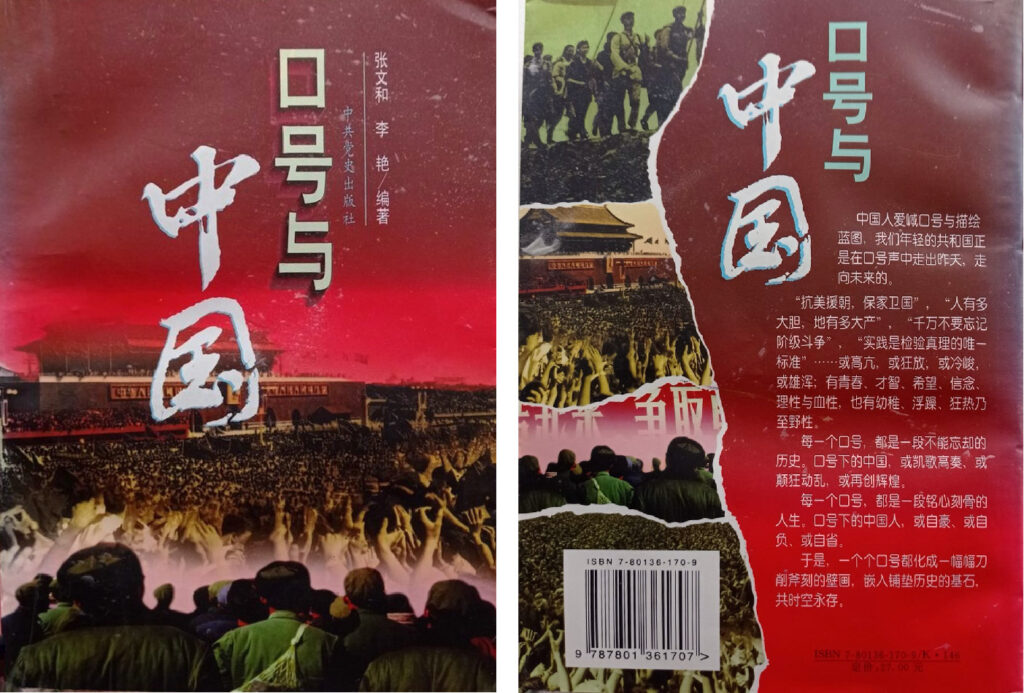 口号与
中国
张文和 李 艳/编著
中共党史出版社
口号与
中国
中国人爱喊口号与描绘
蓝图，我们年轻的共和国正
是在口号声中走出昨天，走
向未来的。
“抗美援朝，保家卫国”，“人有多
大胆、地有多大产”，“千万不要忘记
阶级斗争”，“实践是检验真理的唯一
标准”……或高亢，或狂放，或冷峻，
或雄浑；有青春、才智、希望、信念、
理性与血性，也有幼稚、浮躁、狂热乃
至野性。
每一个口号，都是一段不能忘却的
历史。口号下的中国、或凯歌高奏、或
颠狂动乱，或再创辉煌。
每一个口号，都是一段铭心刻骨的
人生。口号下的中国人，或自豪、或自
负、或自省。
于是，一个个口号都化成一幅幅刀
削斧刻的壁画，嵌入铺垫历史的基石，
共时空永存。
争取
ISBN 7-80136-170-9
9 787801 361707 >
ISBN 7-80136-170-9/K·146
定价:27.00元